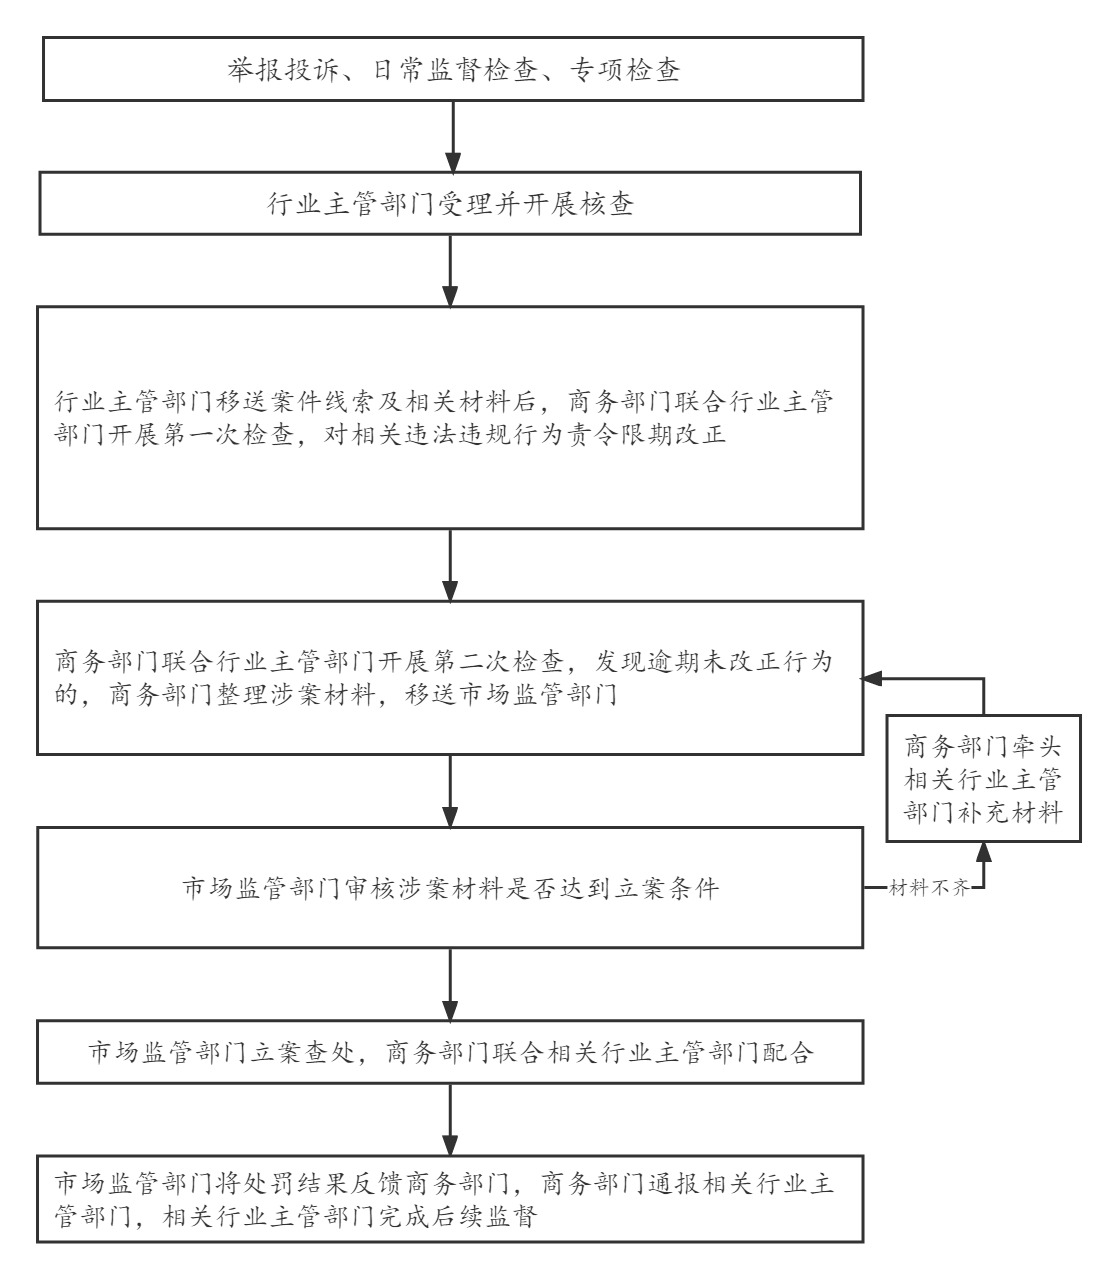 举报投诉、日常监督检查、专项检查
行业主管部门受理并开展核查
行业主管部门移送案件线索及相关材料后，商务部门联合行业主管
部门开展第一次检查，对相关违法违规行为责令限期改正
商务部门联合行业主管部门开展第二次检查，发现逾期未改正行为
的，商务部门整理涉案材料，移送市场监管部门
商务部门牵头
相关行业主管
部门补充材料
市场监管部门审核涉案材料是否达到立案条件
材料不齐
市场监管部门立案查处，商务部门联合相关行业主管部门配合
市场监管部门将处罚结果反馈商务部门，商务部门通报相关行业主
管部门，相关行业主管部门完成后续监督